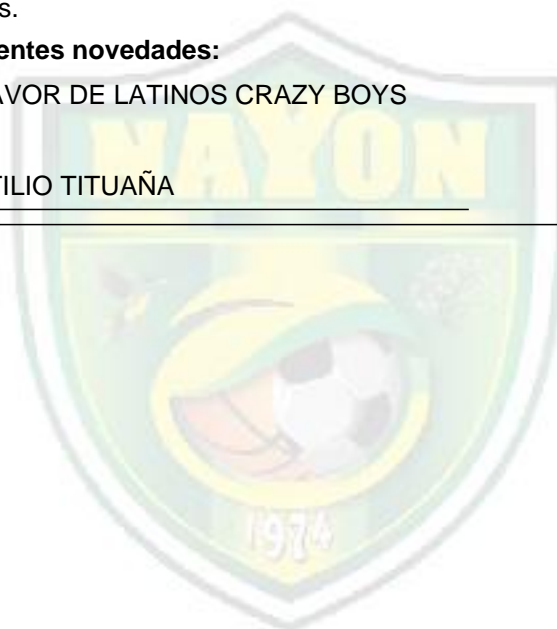 s.
entes novedades:
AVOR DE LATINOS CRAZY BOYS
TILIO TITUAÑA
NAYON
1974